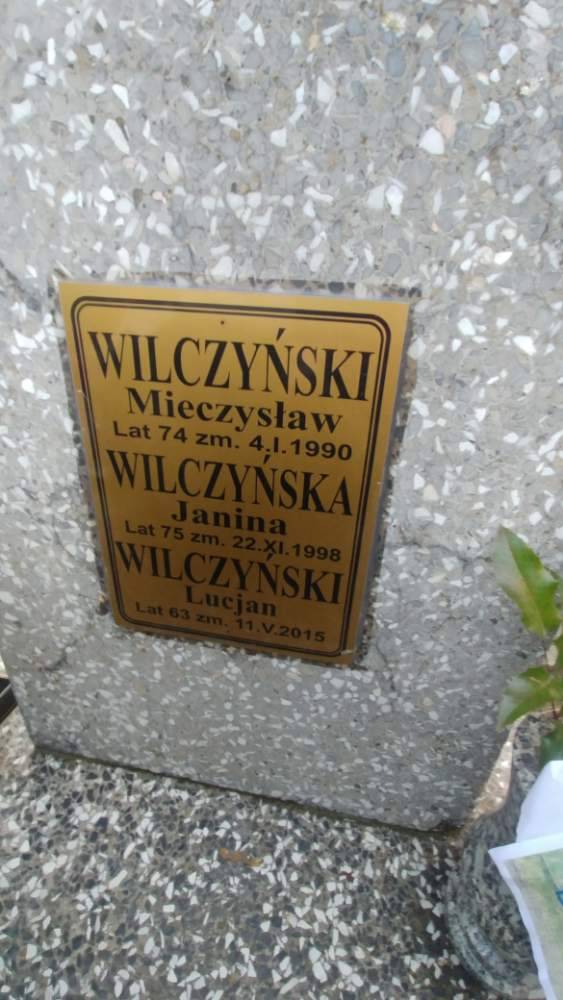 WILCZYŃSKI
Mieczysław
Lat 74 zm. 4.I.1990
WILCZYŃSKA
Janina
Lat 75 zm. 22.XI.1998
WILCZYŃSKI
Lucjan
Lat 63 zm. 11.V.2015